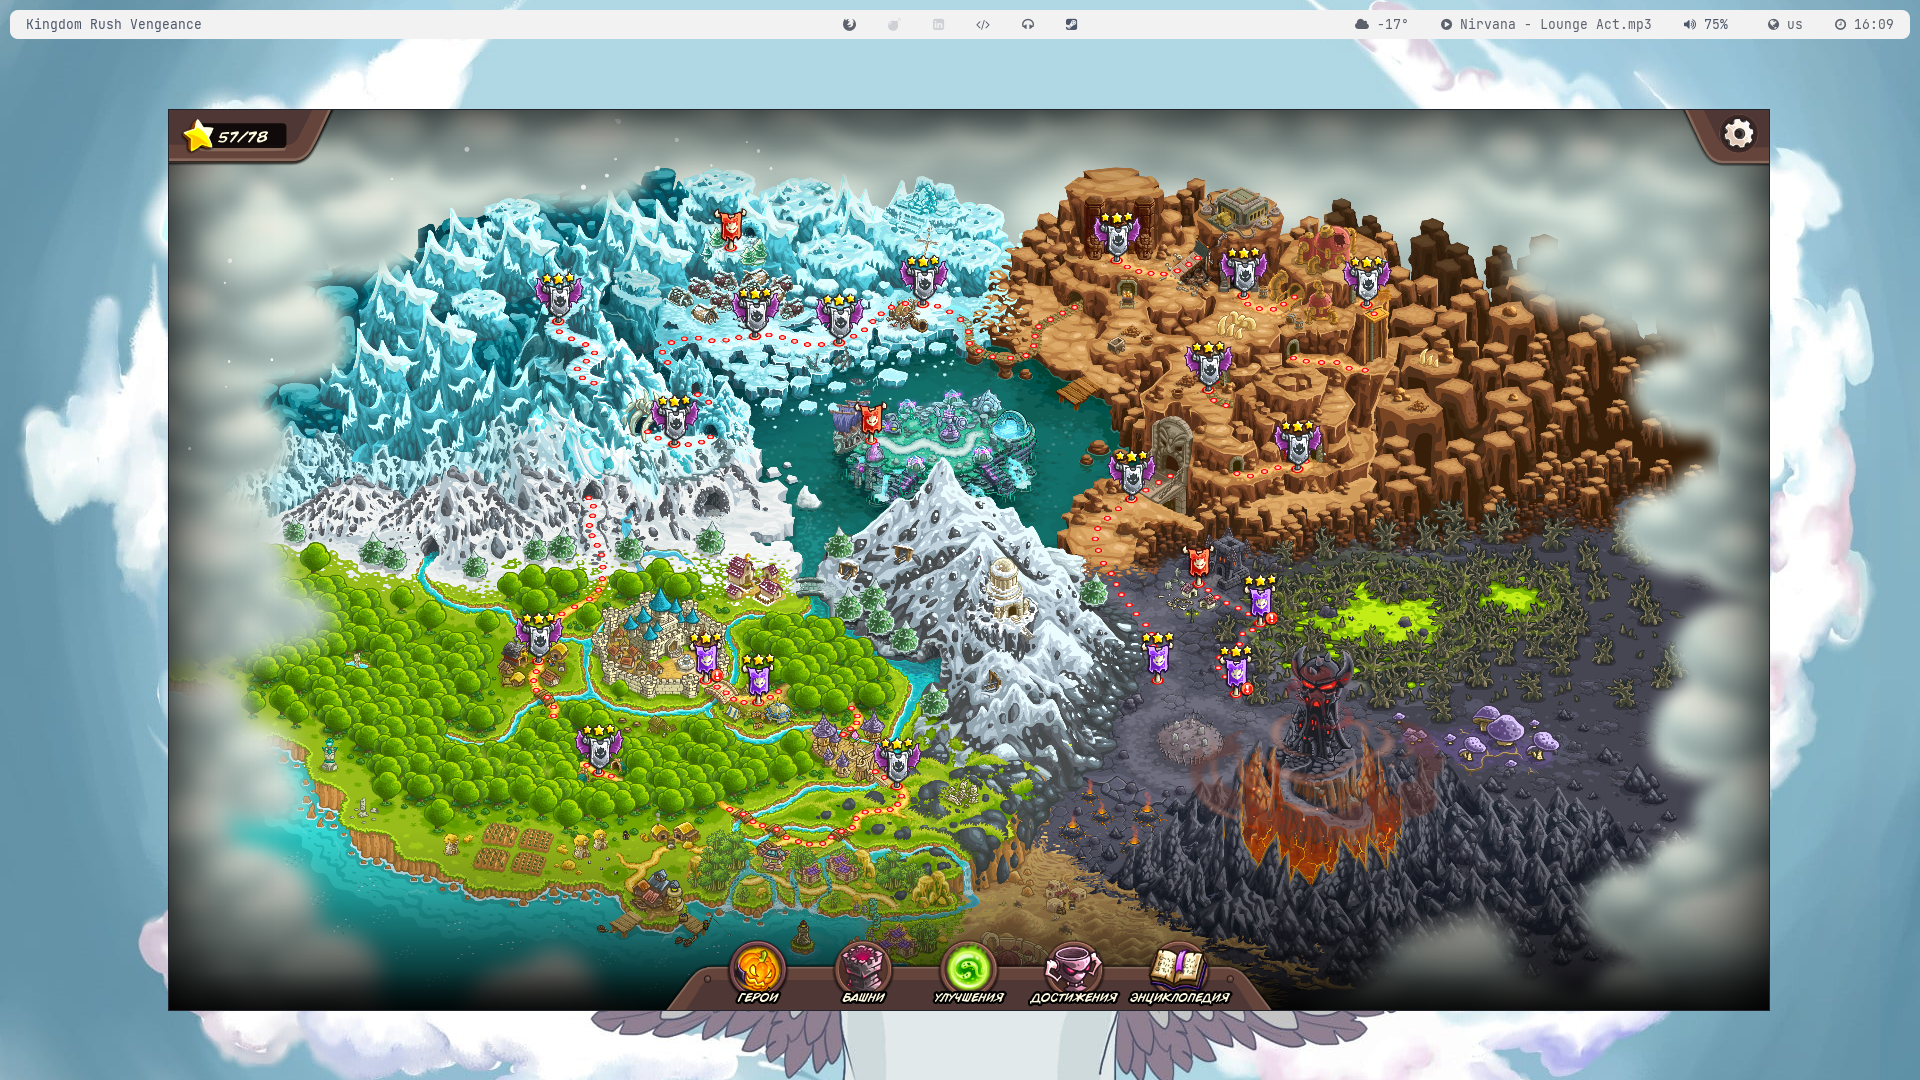 Kingdom Rush Vengeance
-17° Nirvana - Lounge Act.mp3 75% us 16:09
57/78
ГЕРОИ БАШНИ УЛУЧШЕНИЯ ДОСТИЖЕНИЯ ЭНЦИКЛОПЕДИЯ